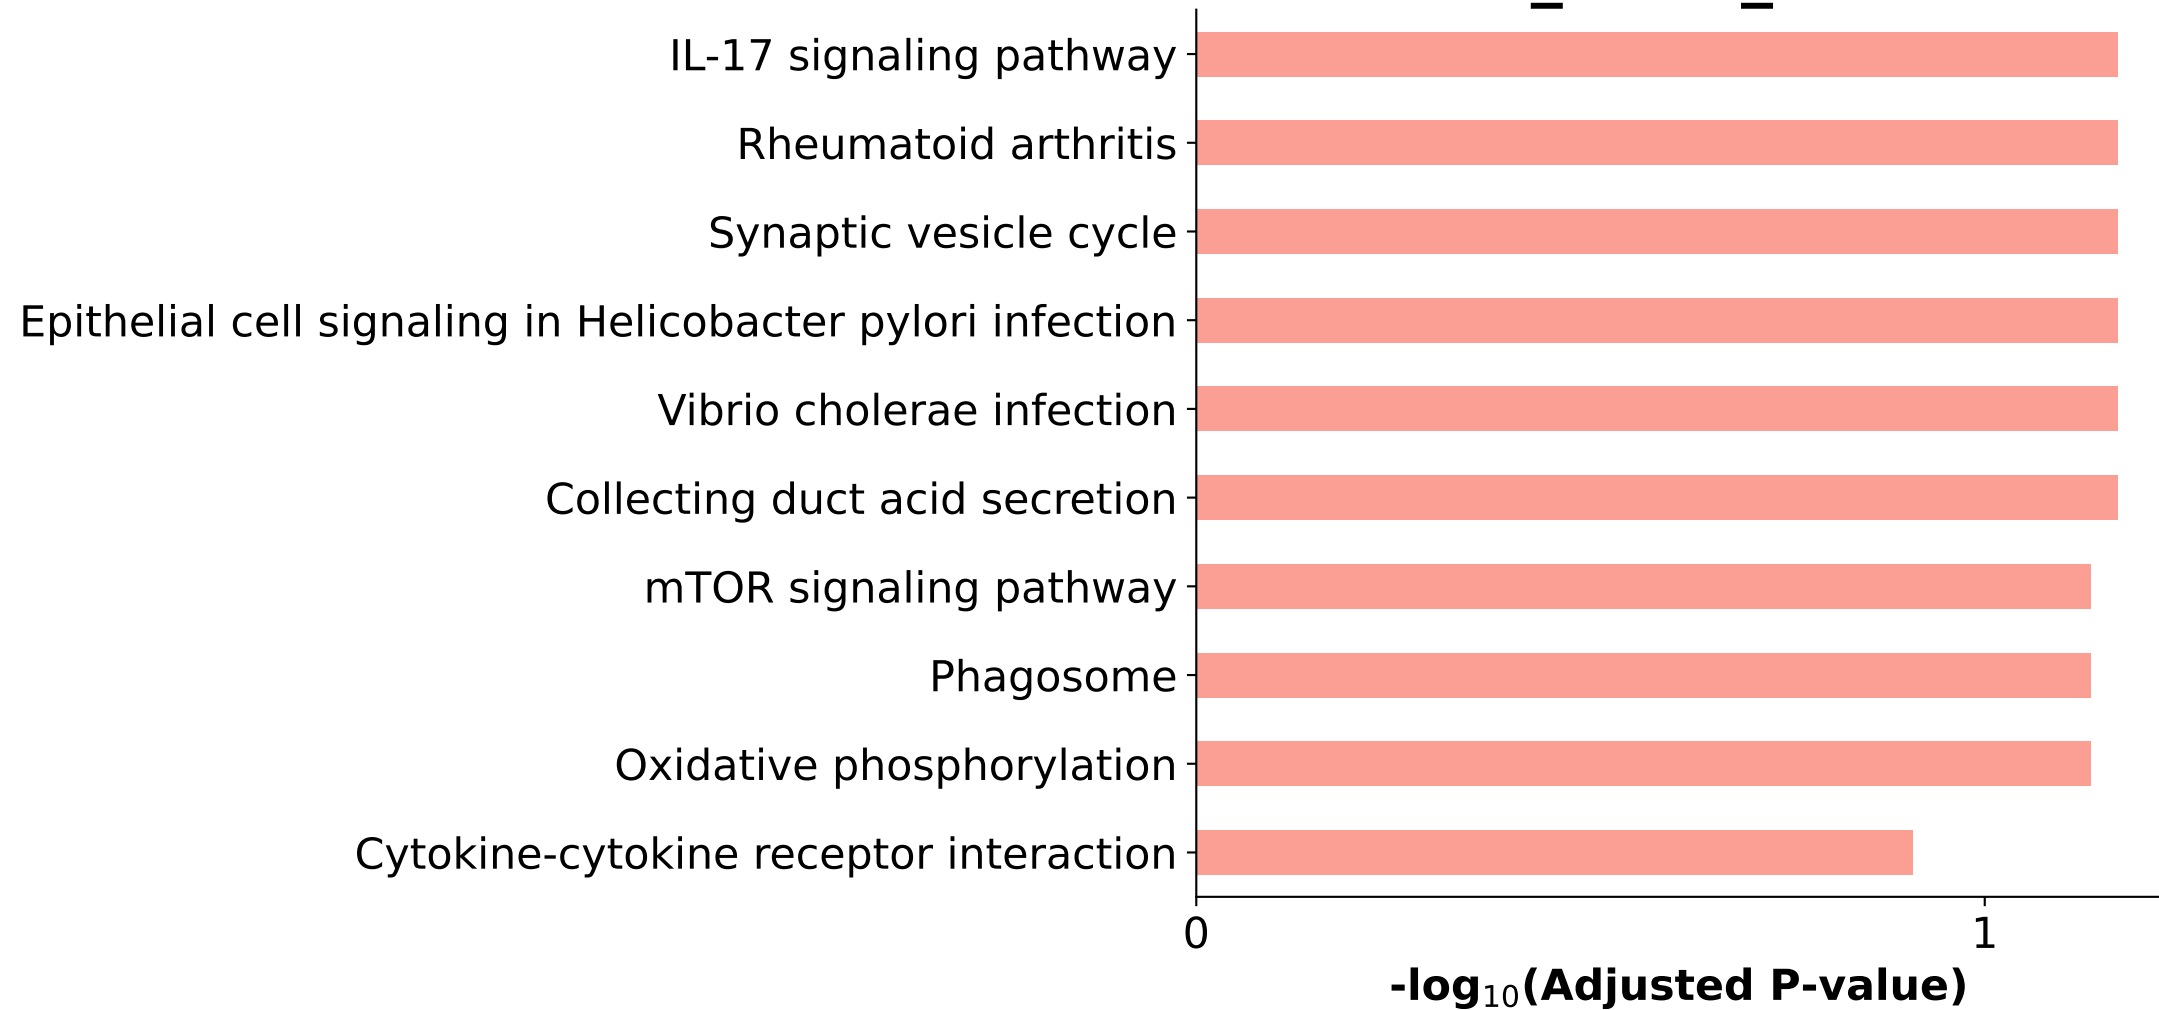 IL-17 signaling pathway
Rheumatoid arthritis
Synaptic vesicle cycle
Epithelial cell signaling in Helicobacter pylori infection
Vibrio cholerae infection
Collecting duct acid secretion
mTOR signaling pathway
Phagosome
Oxidative phosphorylation
Cytokine-cytokine receptor interaction
0 1
-log₁₀(Adjusted P-value)